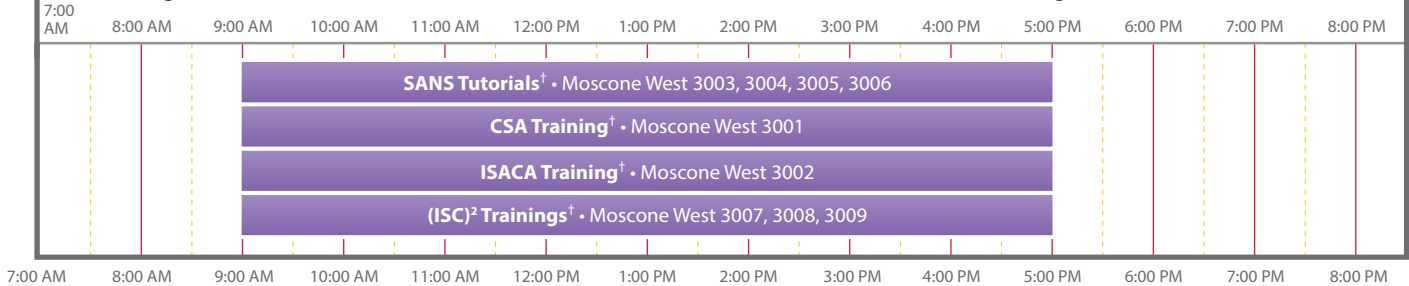 7:00
AM 8:00 AM 9:00 AM 10:00 AM 11:00 AM 12:00 PM 1:00 PM 2:00 PM 3:00 PM 4:00 PM 5:00 PM 6:00 PM 7:00 PM 8:00 PM
SANS Tutorials† • Moscone West 3003, 3004, 3005, 3006
CSA Training† • Moscone West 3001
ISACA Training† • Moscone West 3002
(ISC)² Trainings† • Moscone West 3007, 3008, 3009
7:00 AM 8:00 AM 9:00 AM 10:00 AM 11:00 AM 12:00 PM 1:00 PM 2:00 PM 3:00 PM 4:00 PM 5:00 PM 6:00 PM 7:00 PM 8:00 PM